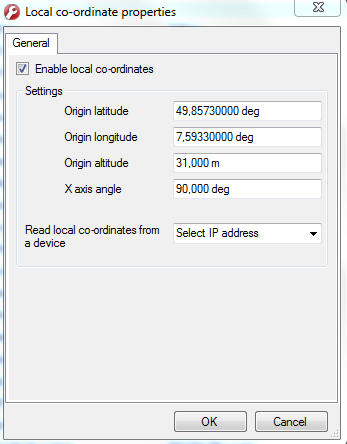 Local co-ordinate properties
General
Enable local co-ordinates
Settings
Origin latitude 49,85730000 deg
Origin longitude 7,59330000 deg
Origin altitude 31,000 m
X axis angle 90,000 deg
Read local co-ordinates from Select IP address
a device
OK Cancel